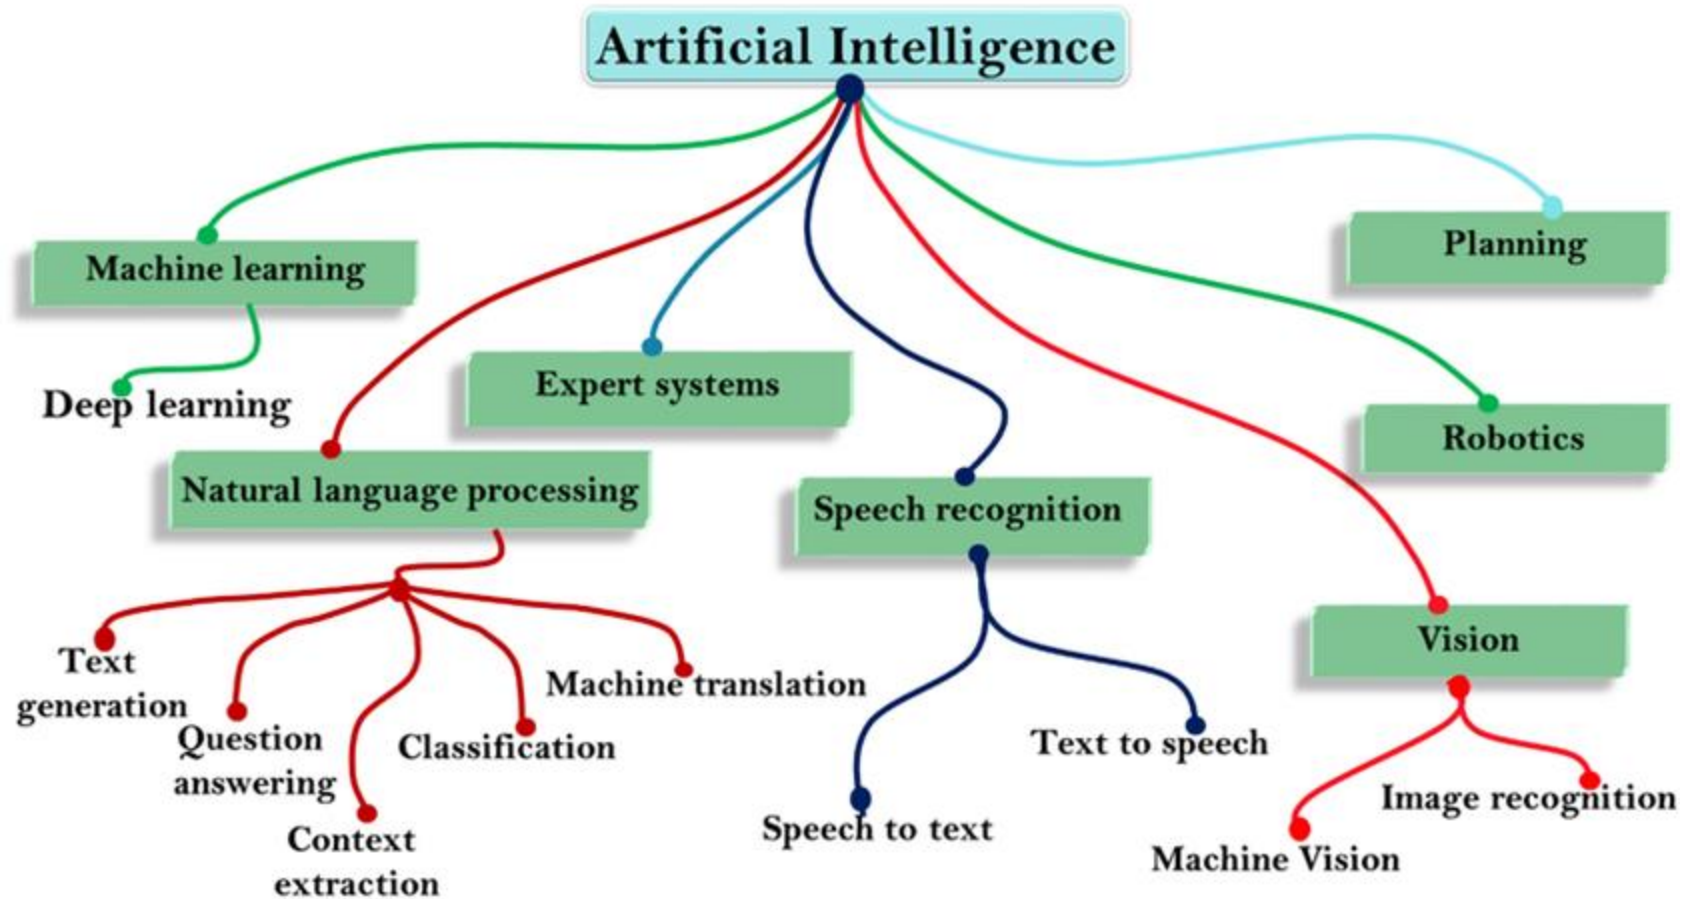 Artificial Intelligence
Machine learning
Planning
Deep learning
Expert systems
Robotics
Natural language processing
Speech recognition
Vision
Text
generation
Question
answering
Context
extraction
Classification
Machine translation
Speech to text
Text to speech
Machine Vision
Image recognition